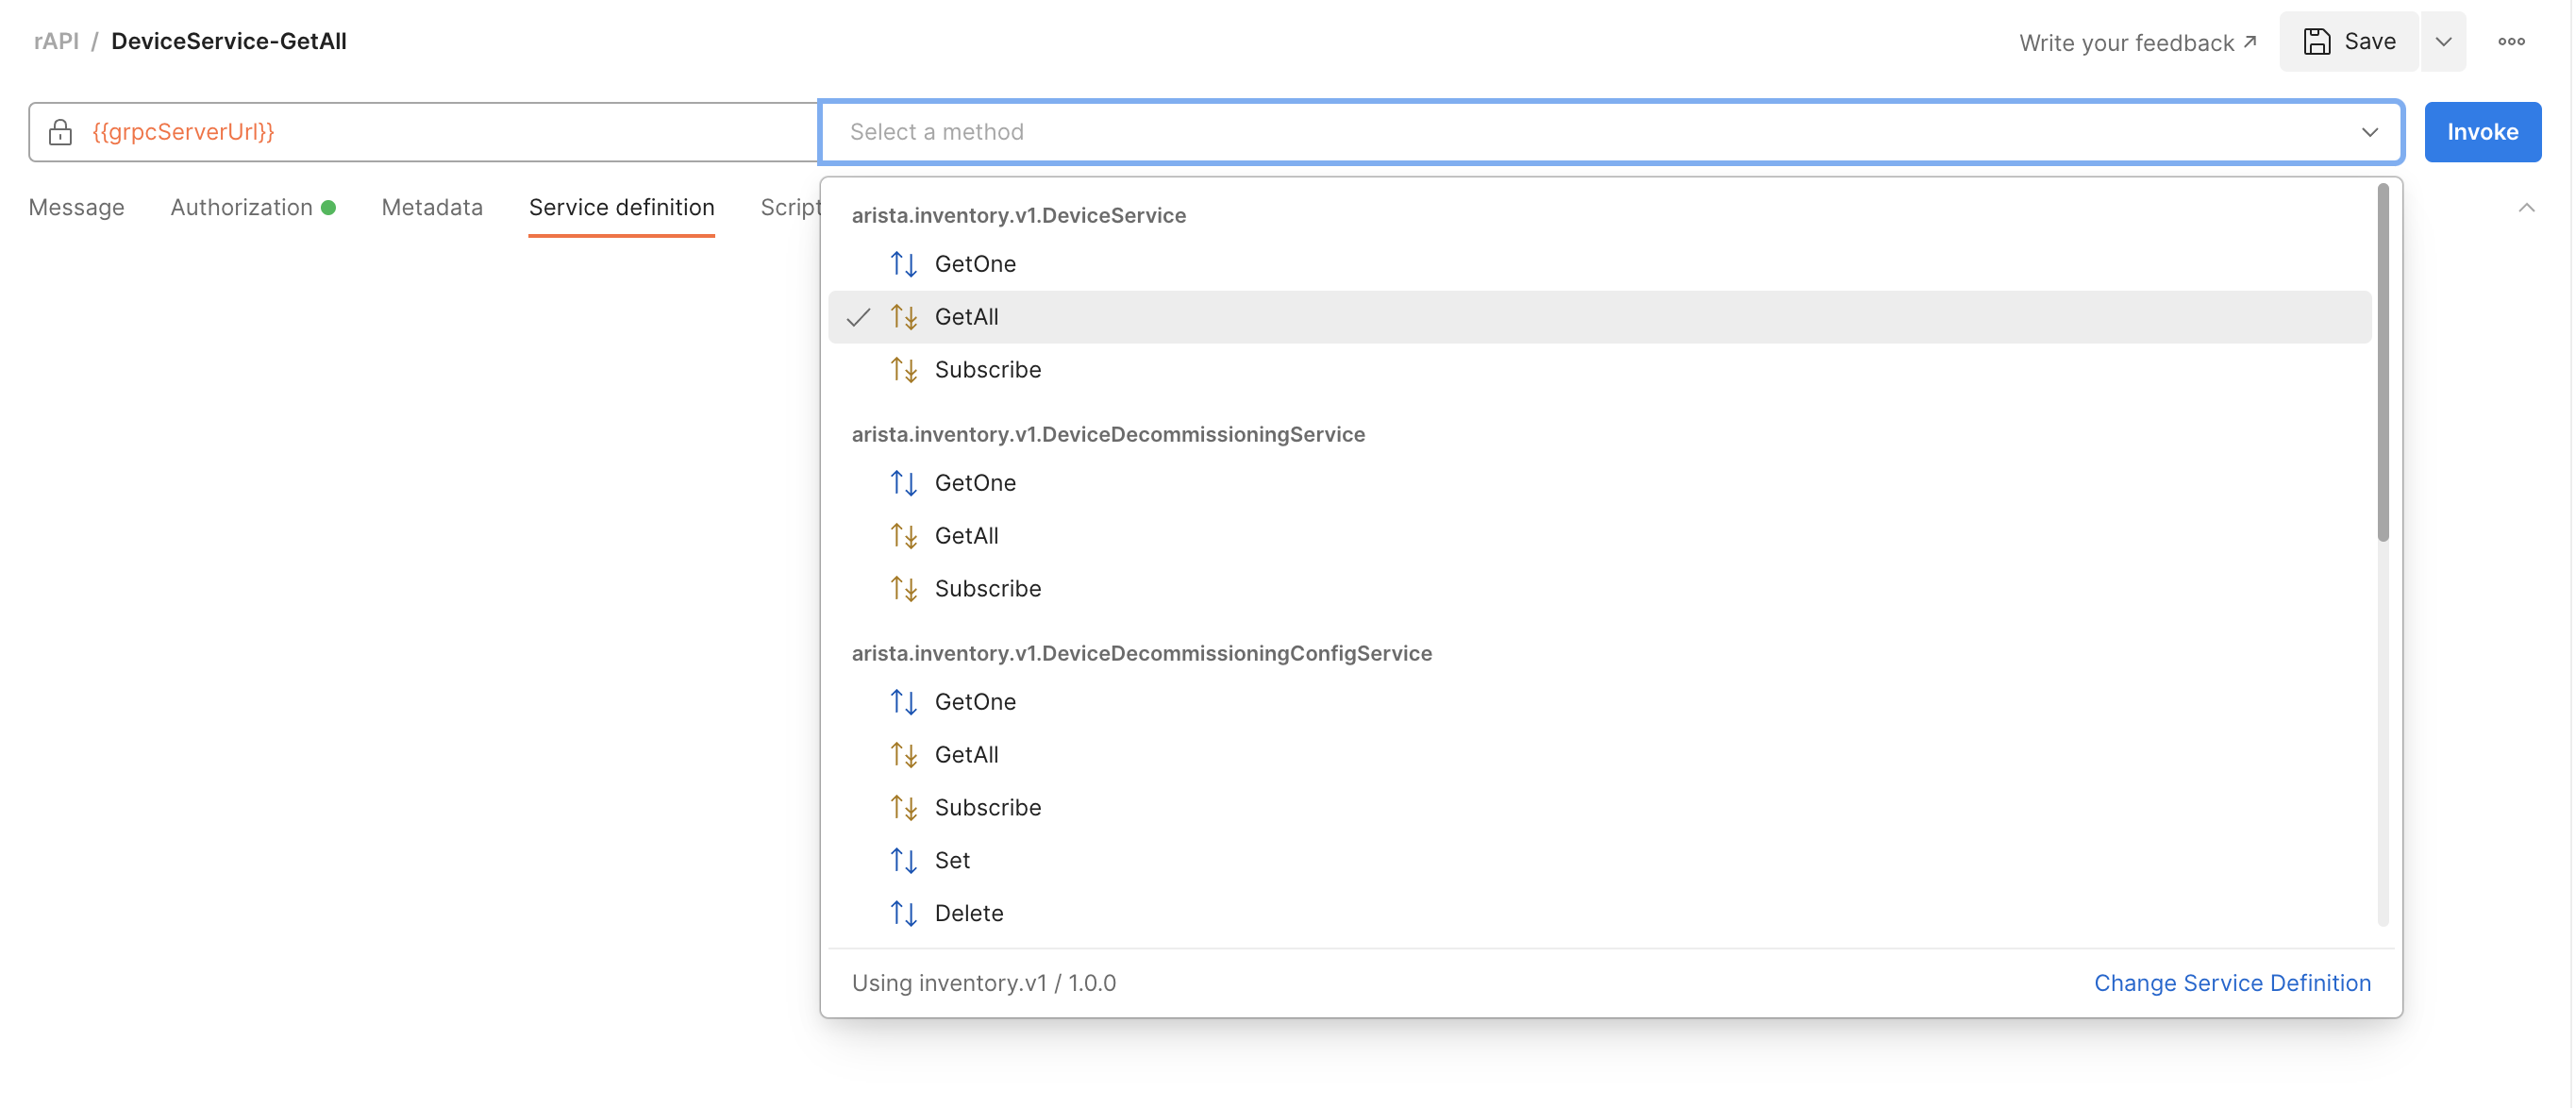 rAPI / DeviceService-GetAll
Write your feedback ↗
Save
{{grpcServerUrl}}
Select a method
Invoke
Message
Authorization
Metadata
Service definition
Script
arista.inventory.v1.DeviceService
GetOne
GetAll
Subscribe
arista.inventory.v1.DeviceDecommissioningService
GetOne
GetAll
Subscribe
arista.inventory.v1.DeviceDecommissioningConfigService
GetOne
GetAll
Subscribe
Set
Delete
Using inventory.v1 / 1.0.0
Change Service Definition